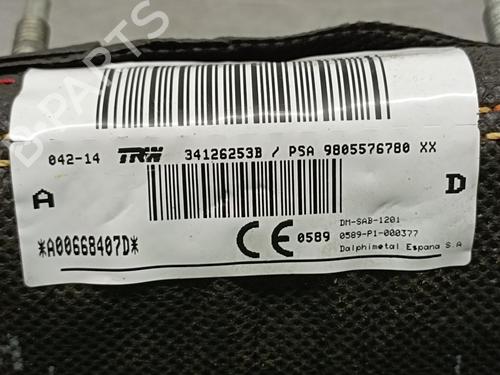 B-PARTS
042-14 TRW 34126253B / PSA 9805576780 XX
A D
*A00668407D*
CE 0589
DM-SAB-1201
0589-P1-000377
Dalphimetal Espana S.A